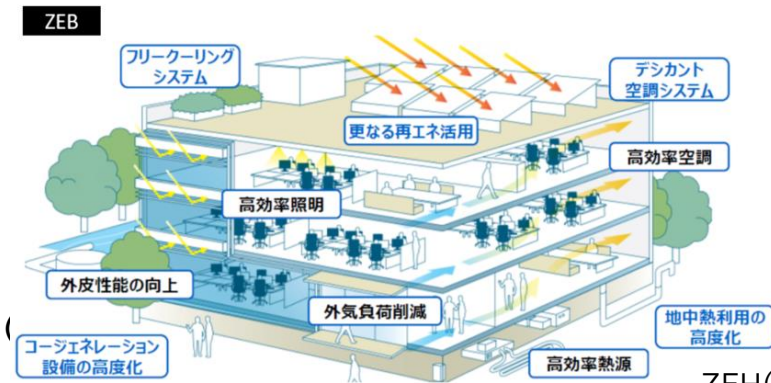 ZEB
フリークーリング
システム
デシカント
空調システム
更なる再エネ活用
高効率空調
高効率照明
外皮性能の向上
外気負荷削減
地中熱利用の
高度化
コージェネレーション
設備の高度化
高効率熱源
ZEH(